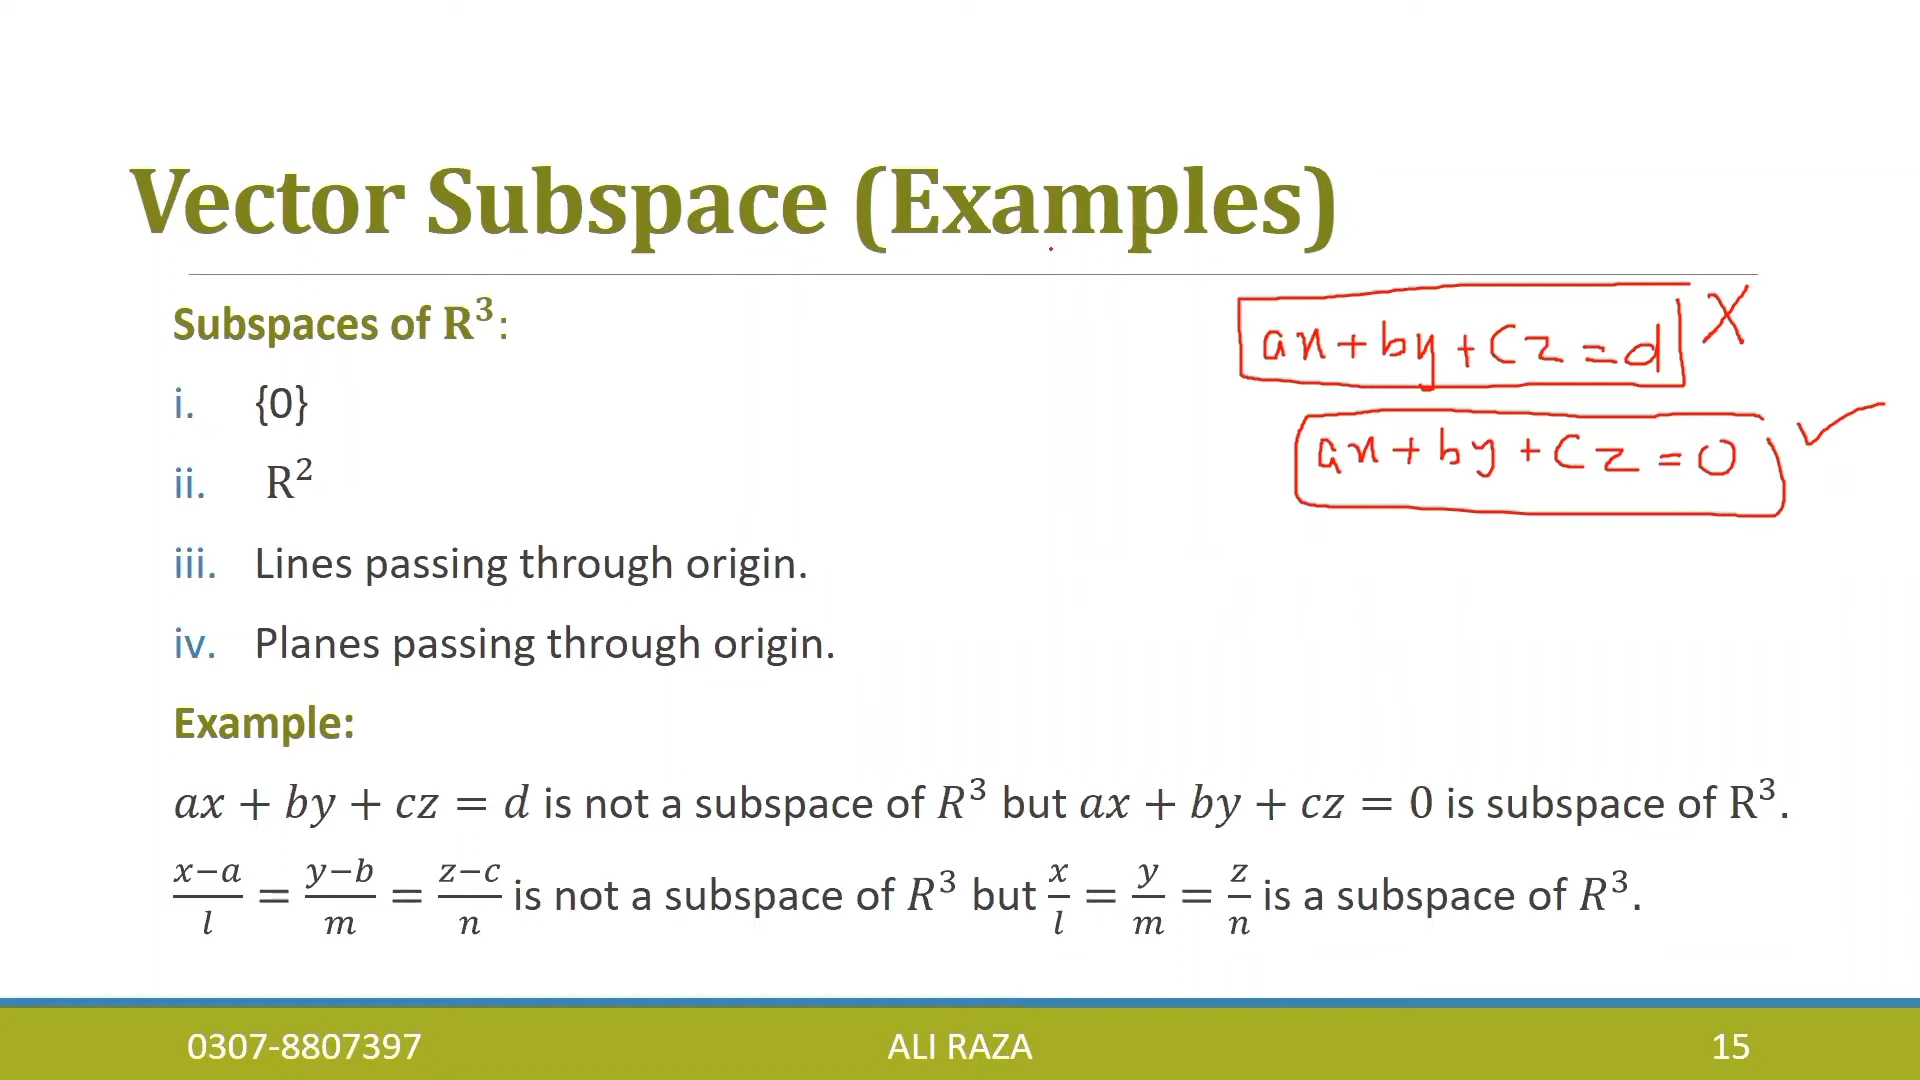 Vector Subspace (Examples)
Subspaces of R³:
ax+by+cz=d X
i. {0}
ax+by+cz=0 ✓
ii. R²
iii. Lines passing through origin.
iv. Planes passing through origin.
Example:
ax + by + cz = d is not a subspace of R³ but ax + by + cz = 0 is subspace of R³.
(x−a)/l = (y−b)/m = (z−c)/n is not a subspace of R³ but x/l = y/m = z/n is a subspace of R³.
0307-8807397 ALI RAZA 15